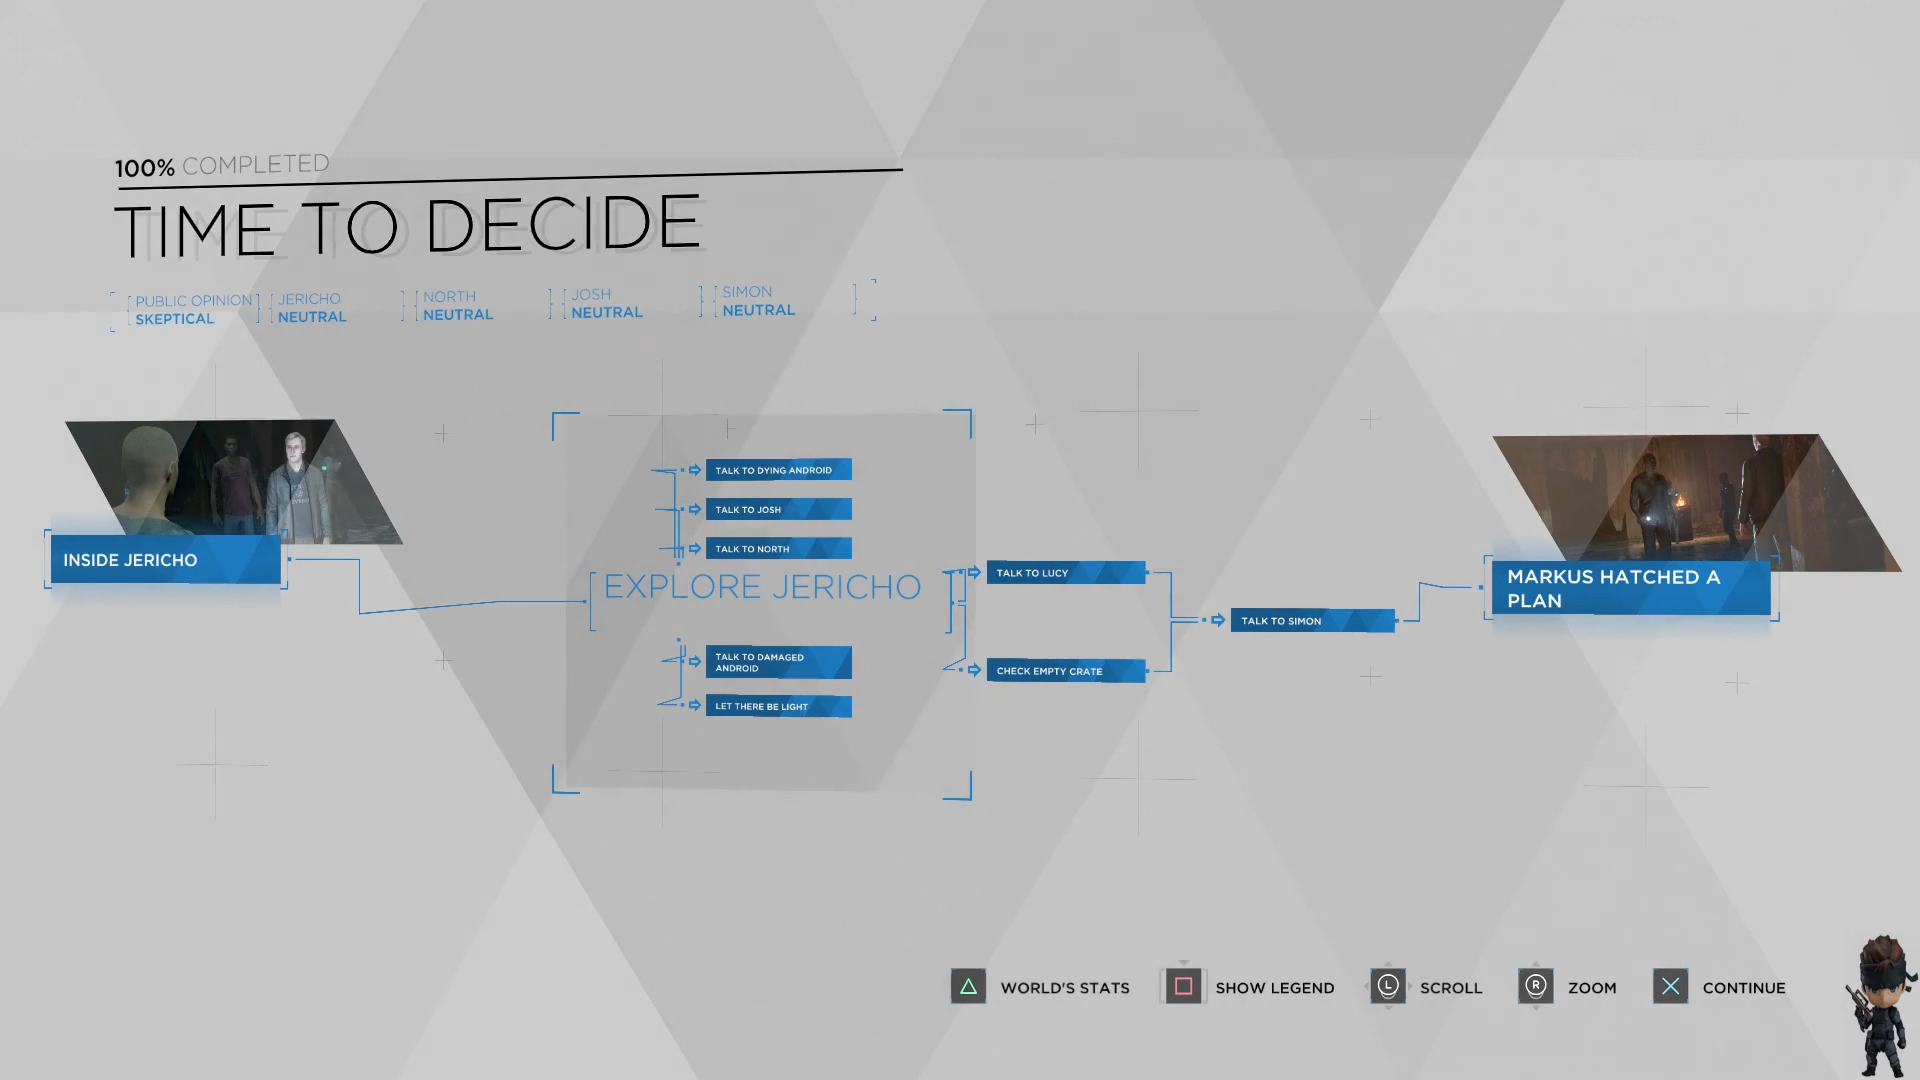 100% COMPLETED
TIME TO DECIDE
PUBLIC OPINION
SKEPTICAL
JERICHO
NEUTRAL
NORTH
NEUTRAL
JOSH
NEUTRAL
SIMON
NEUTRAL
INSIDE JERICHO
TALK TO DYING ANDROID
TALK TO JOSH
TALK TO NORTH
EXPLORE JERICHO
TALK TO DAMAGED
ANDROID
LET THERE BE LIGHT
TALK TO LUCY
CHECK EMPTY CRATE
TALK TO SIMON
MARKUS HATCHED A
PLAN
WORLD'S STATS
SHOW LEGEND
L
SCROLL
R
ZOOM
CONTINUE